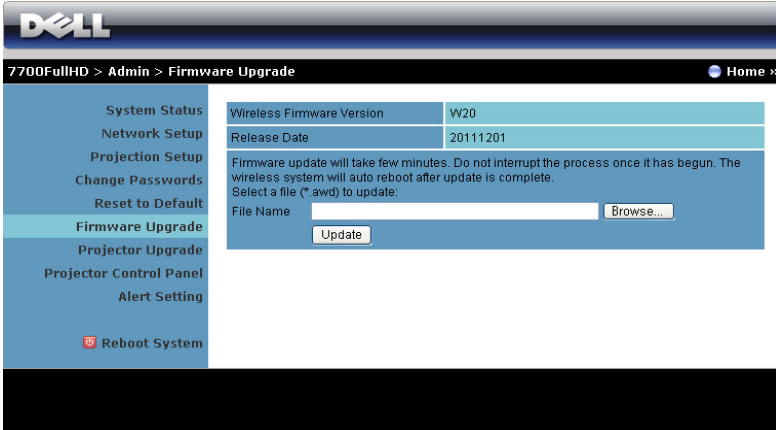 DELL
7700FullHD > Admin > Firmware Upgrade
Home »
System Status
Network Setup
Projection Setup
Change Passwords
Reset to Default
Firmware Upgrade
Projector Upgrade
Projector Control Panel
Alert Setting
Reboot System
Wireless Firmware Version W20
Release Date 20111201
Firmware update will take few minutes. Do not interrupt the process once it has begun. The
wireless system will auto reboot after update is complete.
Select a file (*.awd) to update:
File Name Browse...
Update